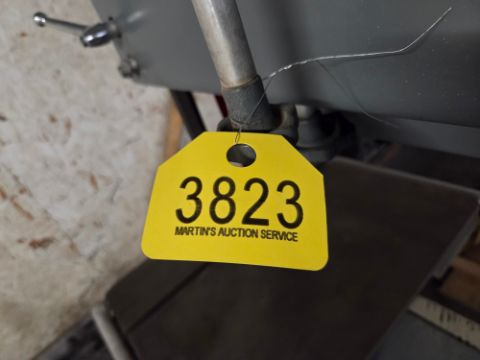 3823
MARTIN'S AUCTION SERVICE